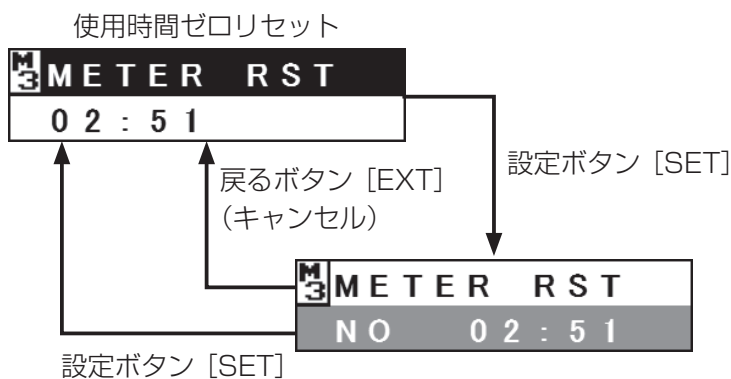 使用時間ゼロリセット
M3 METER RST
02:51
設定ボタン [SET]
戻るボタン [EXT]
（キャンセル）
M3 METER RST
NO 02:51
設定ボタン [SET]